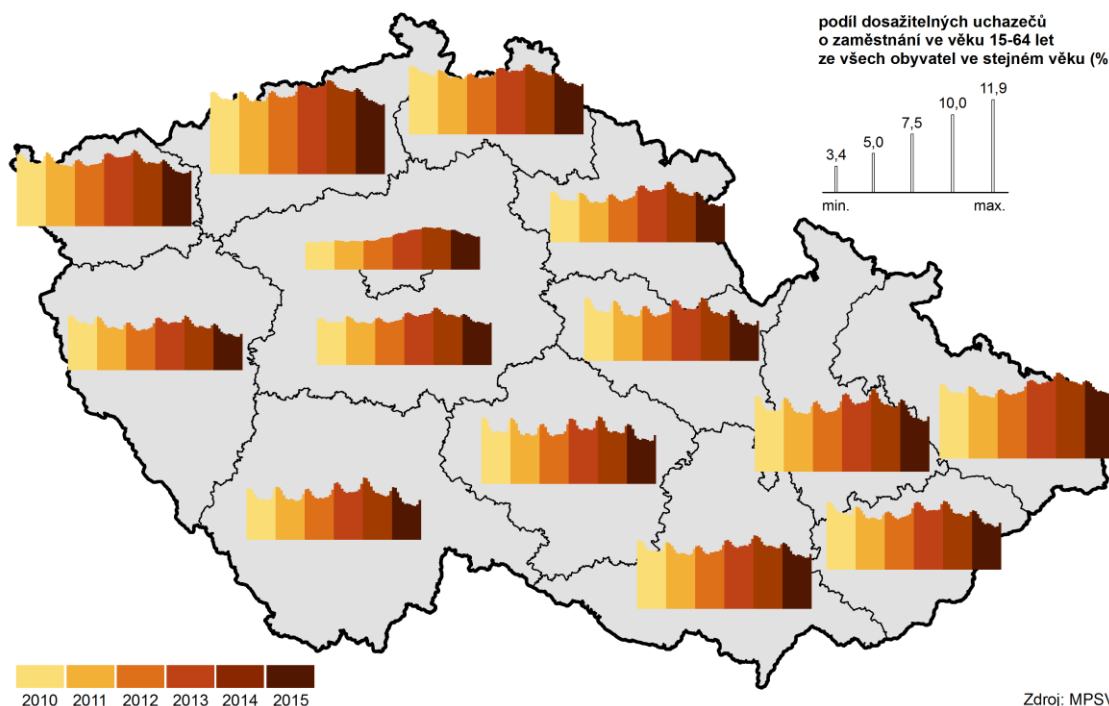 podíl dosažitelných uchazečů
o zaměstnání ve věku 15-64 let
ze všech obyvatel ve stejném věku (%
3,4
5,0
7,5
10,0
11,9
min.
max.
2010
2011
2012
2013
2014
2015
Zdroj: MPSV